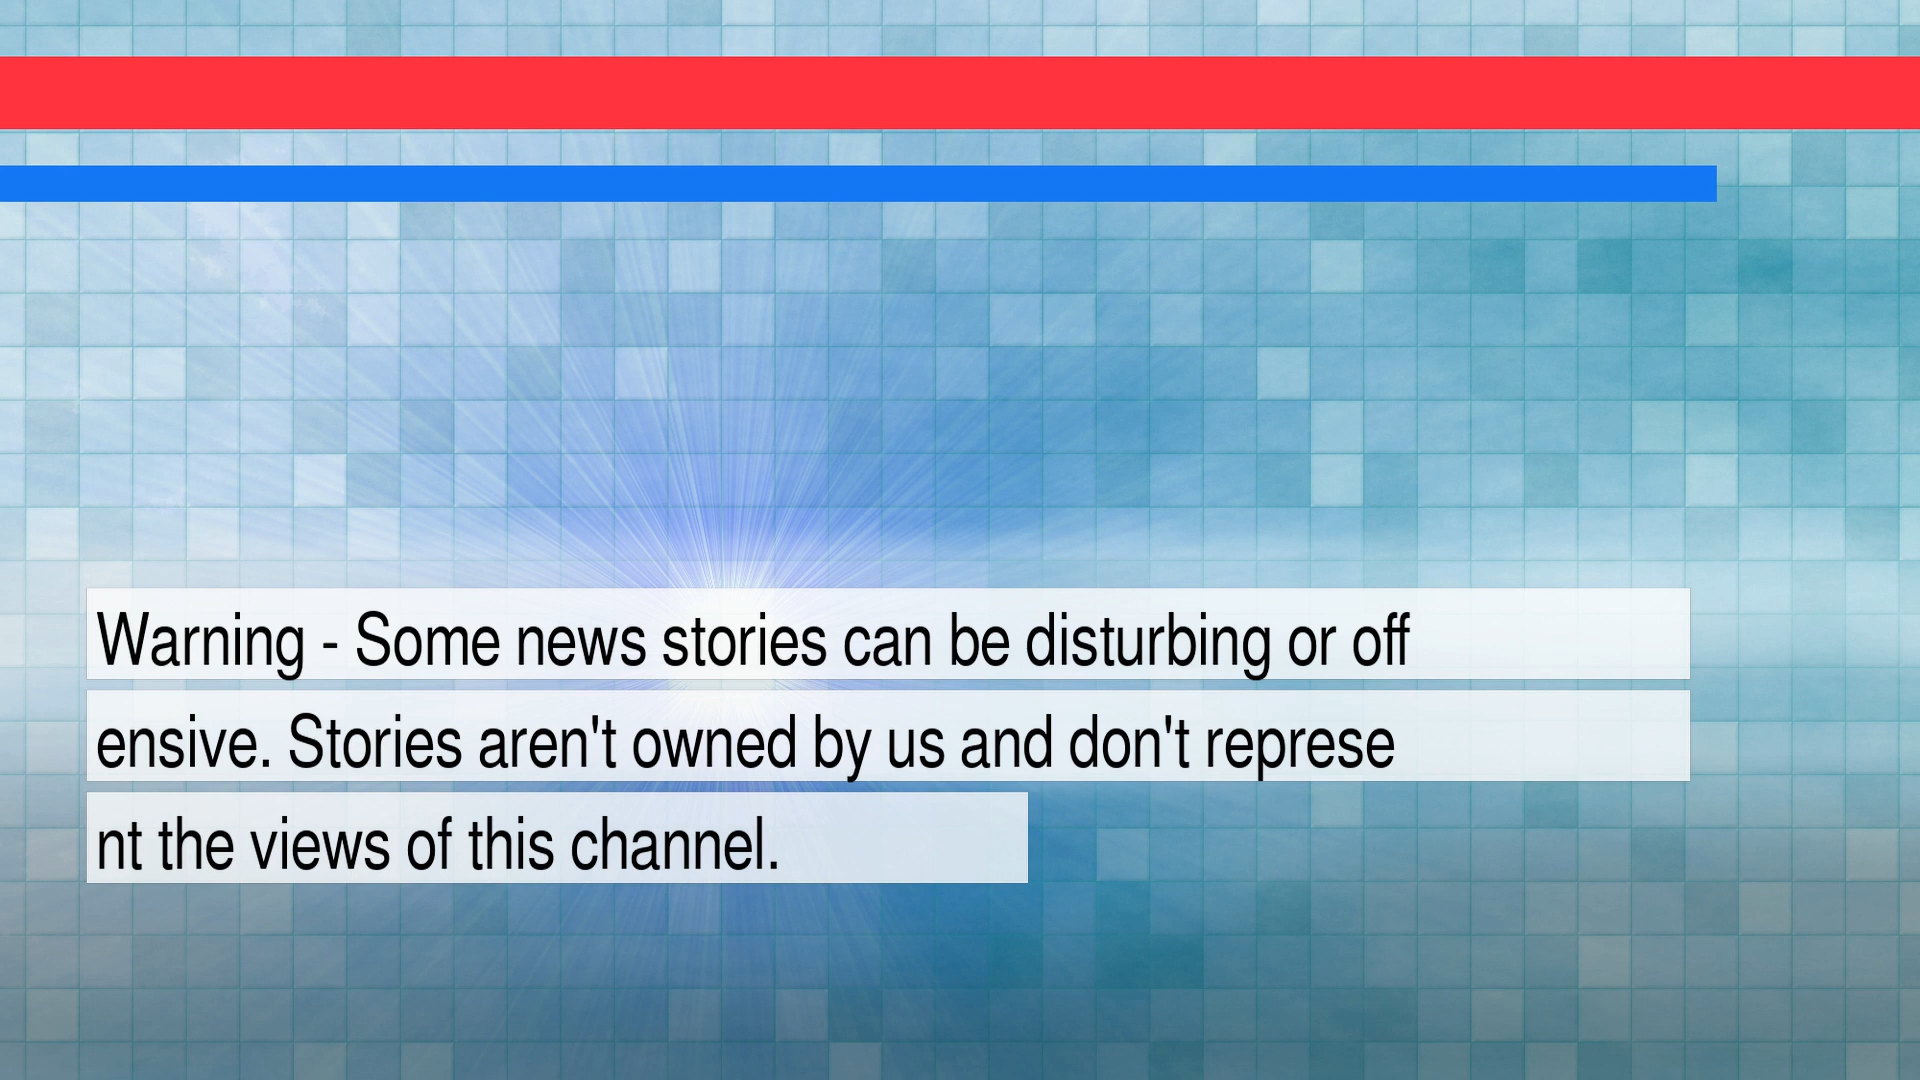 Warning - Some news stories can be disturbing or off
ensive. Stories aren't owned by us and don't represe
nt the views of this channel.